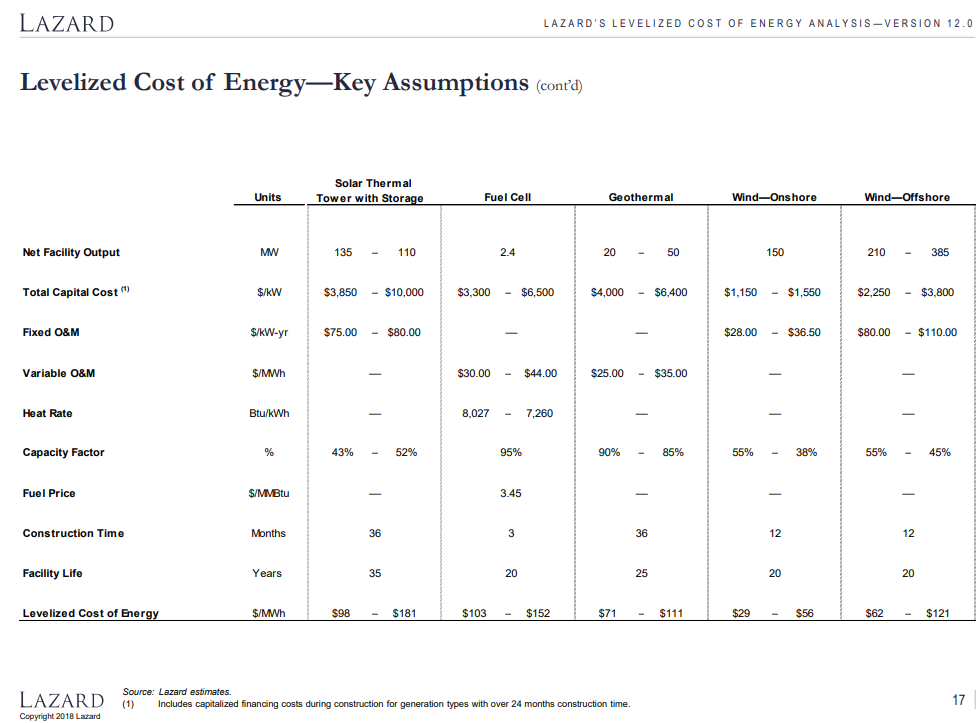 LAZARD
LAZARD'S LEVELIZED COST OF ENERGY ANALYSIS—VERSION 12.0
Levelized Cost of Energy—Key Assumptions (cont'd)
Solar Thermal
Units Tower with Storage Fuel Cell Geothermal Wind—Onshore Wind—Offshore
Net Facility Output MW 135 – 110 2.4 20 – 50 150 210 – 385
Total Capital Cost (1) $/kW $3,850 – $10,000 $3,300 – $6,500 $4,000 – $6,400 $1,150 – $1,550 $2,250 – $3,800
Fixed O&M $/kW-yr $75.00 – $80.00 — — $28.00 – $36.50 $80.00 – $110.00
Variable O&M $/MWh — $30.00 – $44.00 $25.00 – $35.00 — —
Heat Rate Btu/kWh — 8,027 – 7,260 — — —
Capacity Factor % 43% – 52% 95% 90% – 85% 55% – 38% 55% – 45%
Fuel Price $/MMBtu — 3.45 — — —
Construction Time Months 36 3 36 12 12
Facility Life Years 35 20 25 20 20
Levelized Cost of Energy $/MWh $98 – $181 $103 – $152 $71 – $111 $29 – $56 $62 – $121
LAZARD
Copyright 2018 Lazard
Source: Lazard estimates.
(1) Includes capitalized financing costs during construction for generation types with over 24 months construction time.
17